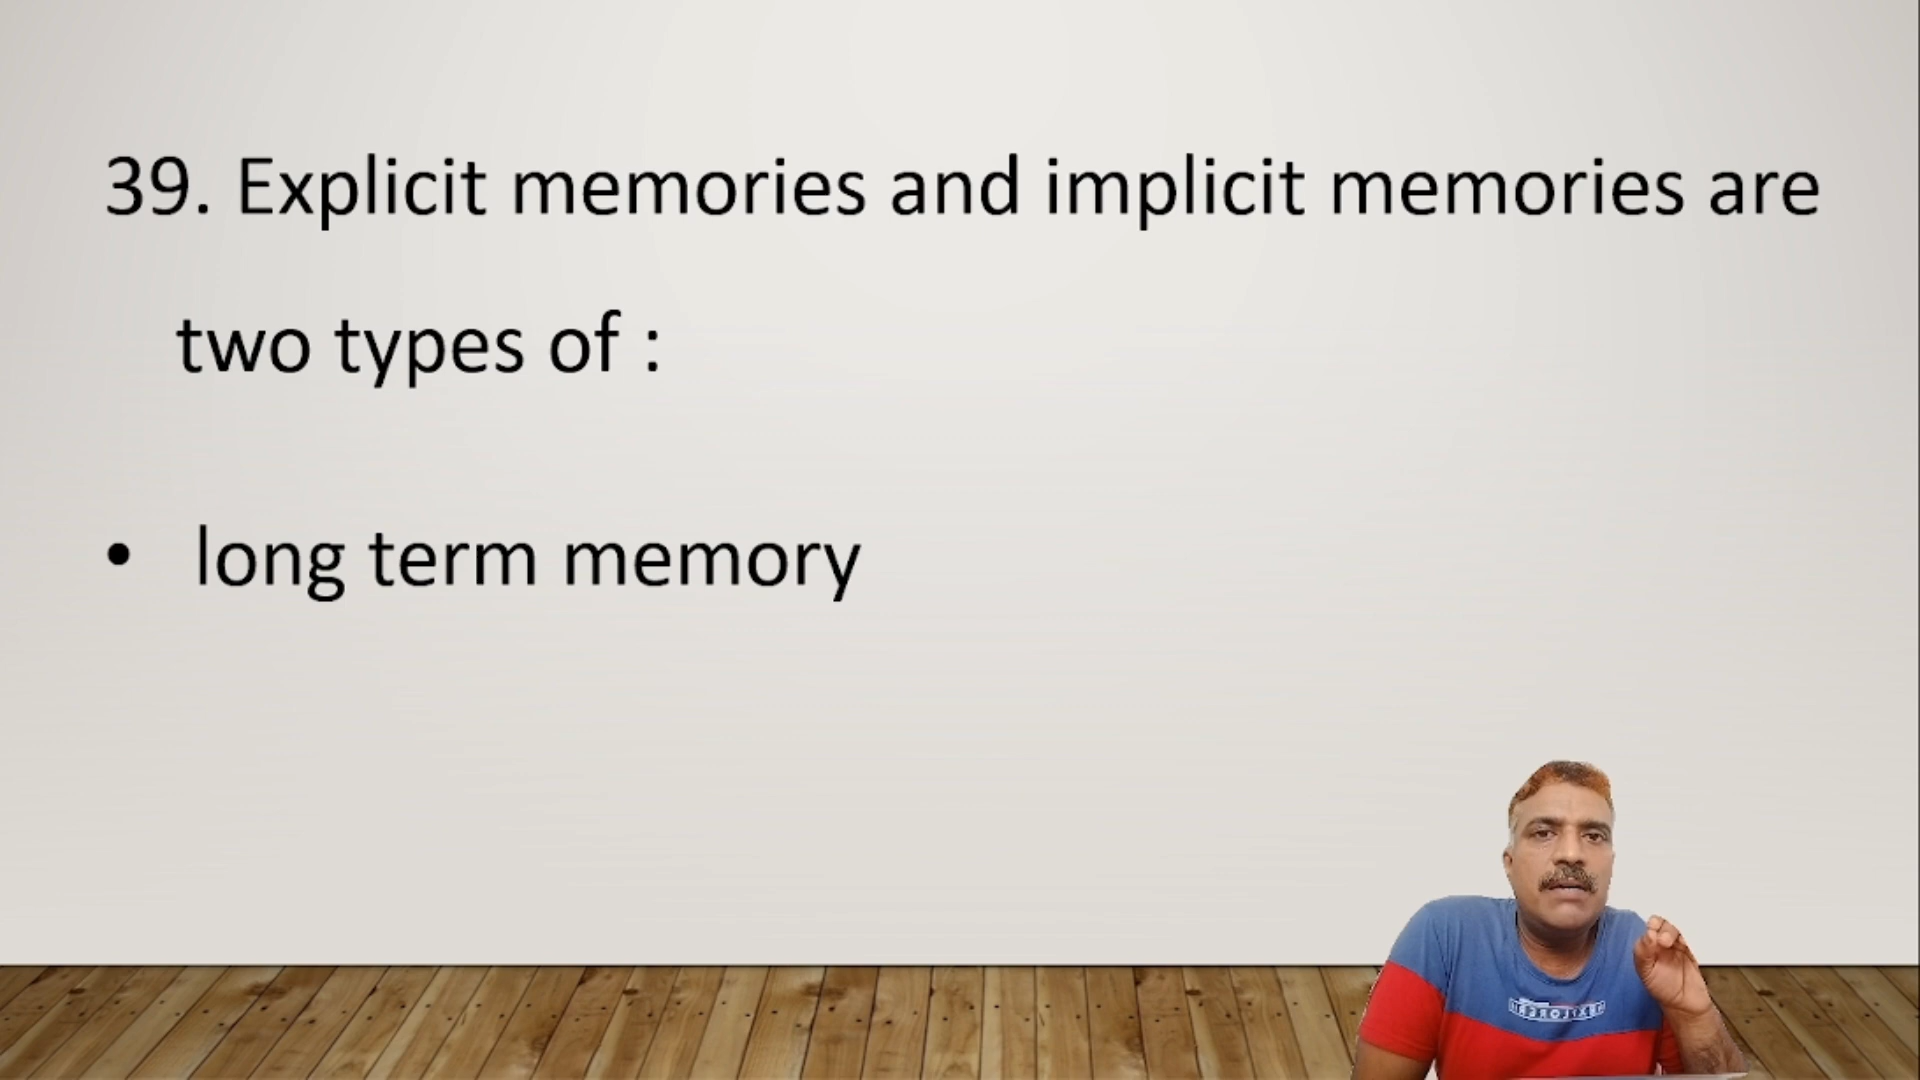 39. Explicit memories and implicit memories are
two types of :
• long term memory